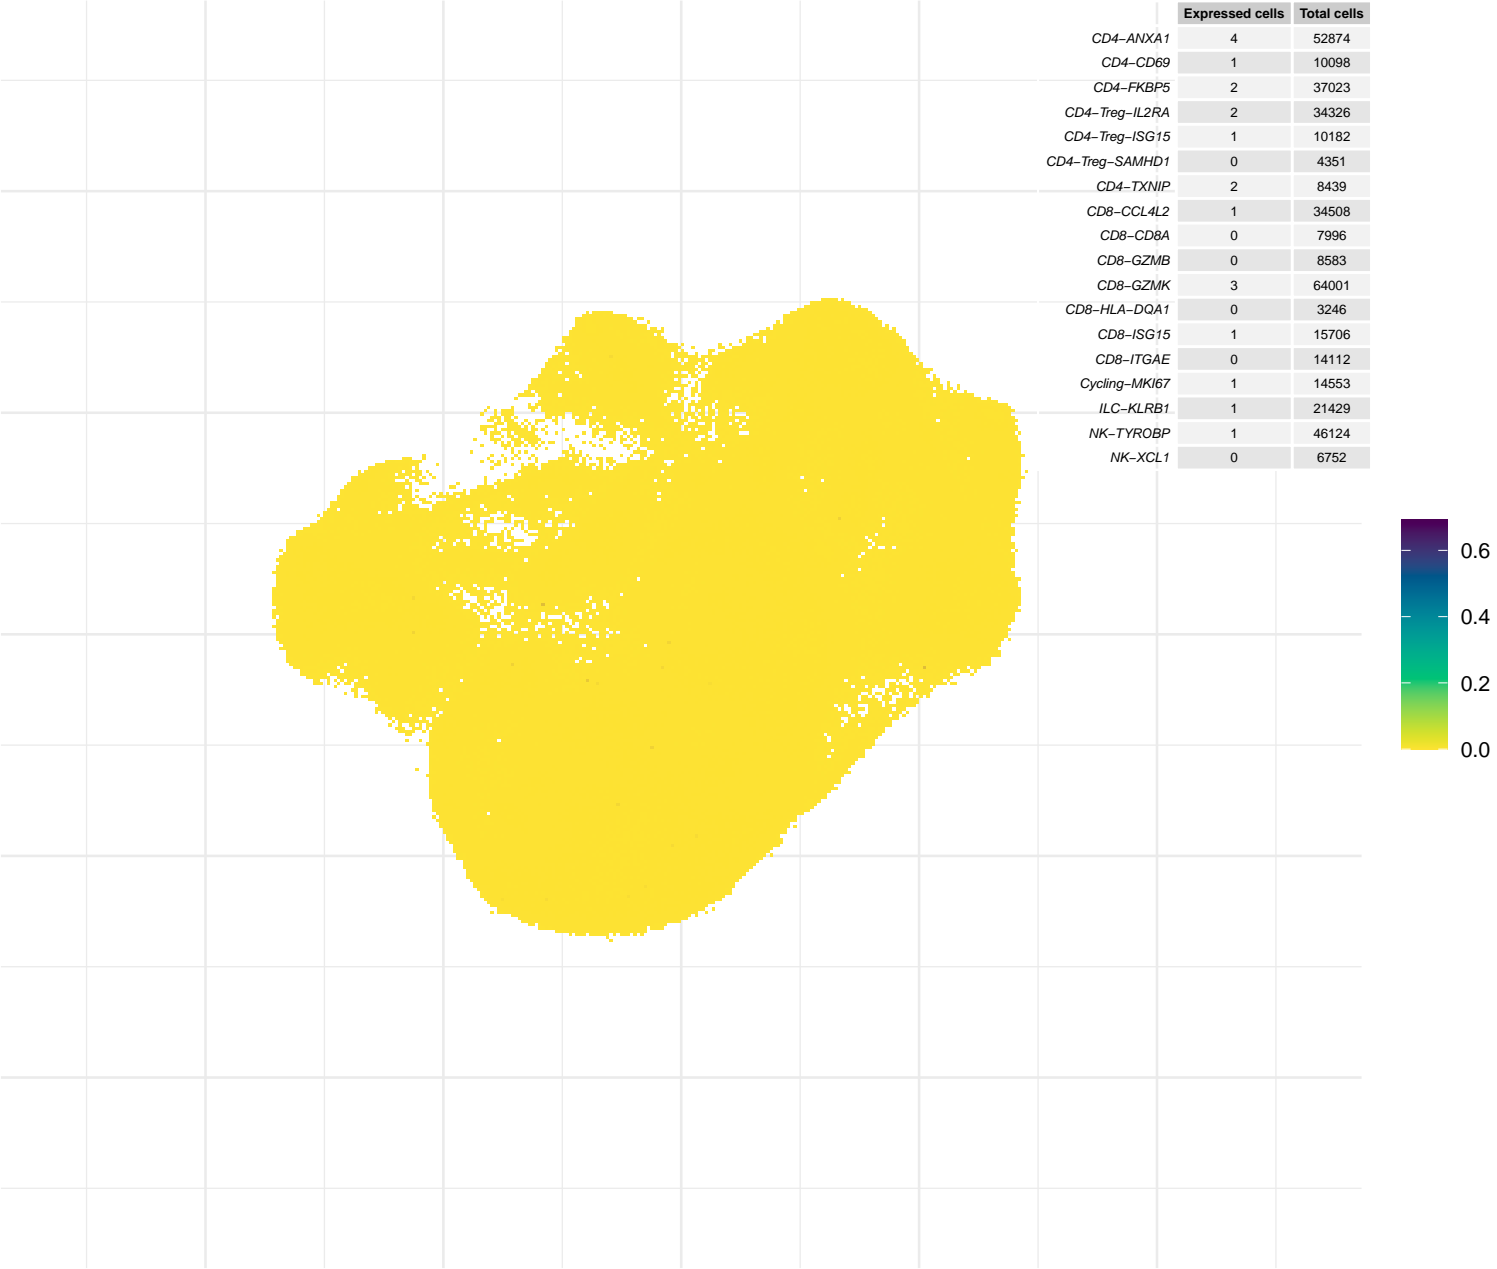 Expressed cells Total cells
CD4−ANXA1 4 52874
CD4−CD69 1 10098
CD4−FKBP5 2 37023
CD4−Treg−IL2RA 2 34326
CD4−Treg−ISG15 1 10182
CD4−Treg−SAMHD1 0 4351
CD4−TXNIP 2 8439
CD8−CCL4L2 1 34508
CD8−CD8A 0 7996
CD8−GZMB 0 8583
CD8−GZMK 3 64001
CD8−HLA−DQA1 0 3246
CD8−ISG15 1 15706
CD8−ITGAE 0 14112
Cycling−MKI67 1 14553
ILC−KLRB1 1 21429
NK−TYROBP 1 46124
NK−XCL1 0 6752
0.6
0.4
0.2
0.0